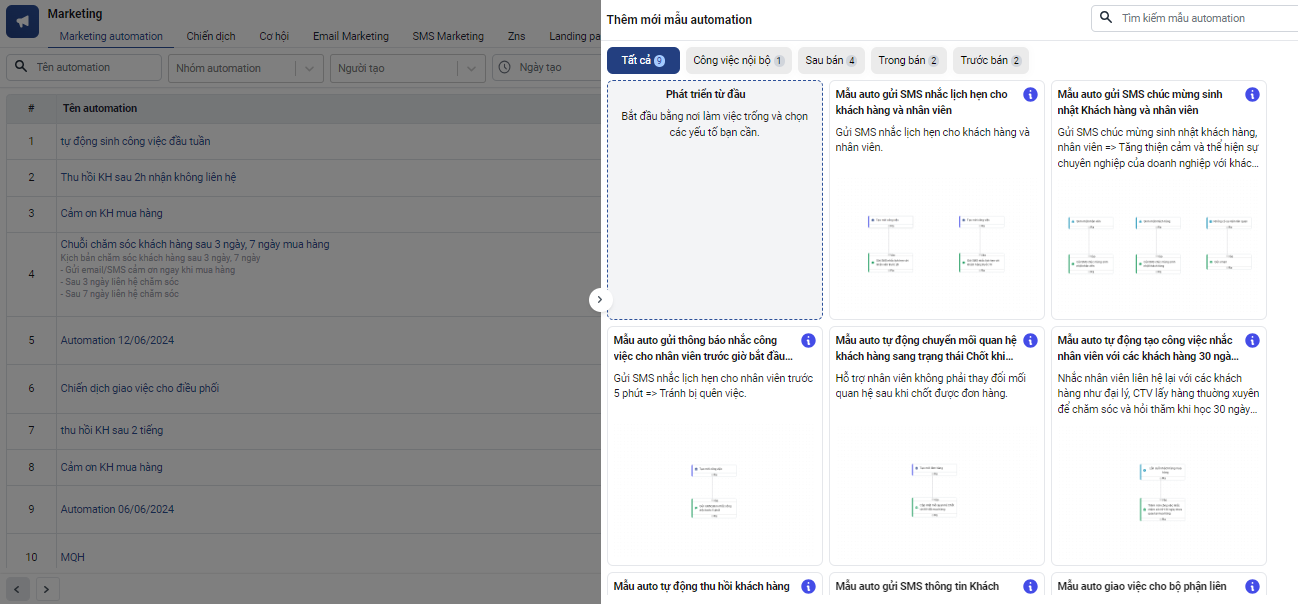 Marketing
Marketing automation
Chiến dịch
Cơ hội
Email Marketing
SMS Marketing
Zns
Landing pa
Tên automation
Nhóm automation
Người tạo
Ngày tạo
# Tên automation
1 tự động sinh công việc đầu tuần
2 Thu hồi KH sau 2h nhận không liên hệ
3 Cảm ơn KH mua hàng
4 Chuỗi chăm sóc khách hàng sau 3 ngày, 7 ngày mua hàng
Kích bản chăm sóc khách hàng sau 3 ngày, 7 ngày
- Gửi email/SMS cảm ơn ngay khi mua hàng
- Sau 3 ngày liên hệ chăm sóc
- Sau 7 ngày liên hệ chăm sóc
5 Automation 12/06/2024
6 Chiến dịch giao việc cho điều phối
7 thu hồi KH sau 2 tiếng
8 Cảm ơn KH mua hàng
9 Automation 06/06/2024
10 MQH
Thêm mới mẫu automation
Tìm kiếm mẫu automation
Tất cả 9
Công việc nội bộ 1
Sau bán 4
Trong bán 2
Trước bán 2
Phát triển từ đầu
Bắt đầu bằng nơi làm việc trống và chọn
các yếu tố bạn cần.
Mẫu auto gửi SMS nhắc lịch hẹn cho
khách hàng và nhân viên
Gửi SMS nhắc lịch hẹn cho khách hàng và
nhân viên.
Mẫu auto gửi SMS chúc mừng sinh
nhật Khách hàng và nhân viên
Gửi SMS chúc mừng sinh nhật khách hàng,
nhân viên => Tăng thiện cảm và thể hiện sự
chuyên nghiệp của doanh nghiệp với khác...
Mẫu auto gửi thông báo nhắc công
việc cho nhân viên trước giờ bắt đầu...
Gửi SMS nhắc lịch hẹn cho nhân viên trước
5 phút => Tránh bị quên việc.
Mẫu auto tự động chuyển mối quan hệ
khách hàng sang trạng thái Chốt khi...
Hỗ trợ nhân viên không phải thay đổi mối
quan hệ sau khi chốt được đơn hàng.
Mẫu auto tự động tạo công việc nhắc
nhân viên với các khách hàng 30 ngà...
Nhắc nhân viên liên hệ lại với các khách
hàng như đại lý, CTV lấy hàng thường xuyên
để chăm sóc và hỏi thăm khi học 30 ngày...
Mẫu auto tự động thu hồi khách hàng
Mẫu auto gửi SMS thông tin Khách
Mẫu auto giao việc cho bộ phận liên